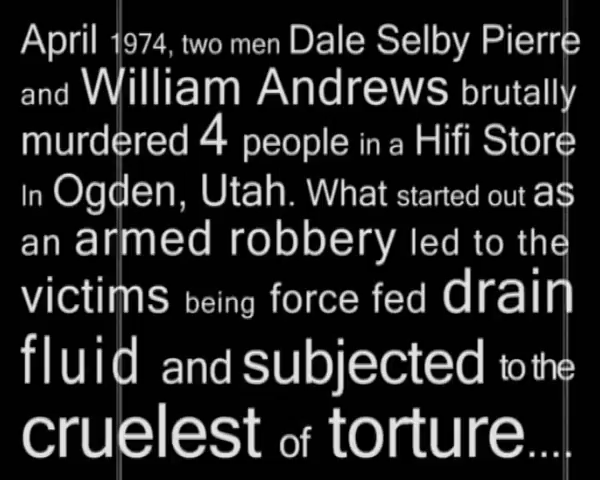 April 1974, two men Dale Selby Pierre
and William Andrews brutally
murdered 4 people in a Hifi Store
In Ogden, Utah. What started out as
an armed robbery led to the
victims being force fed drain
fluid and subjected to the
cruelest of torture....